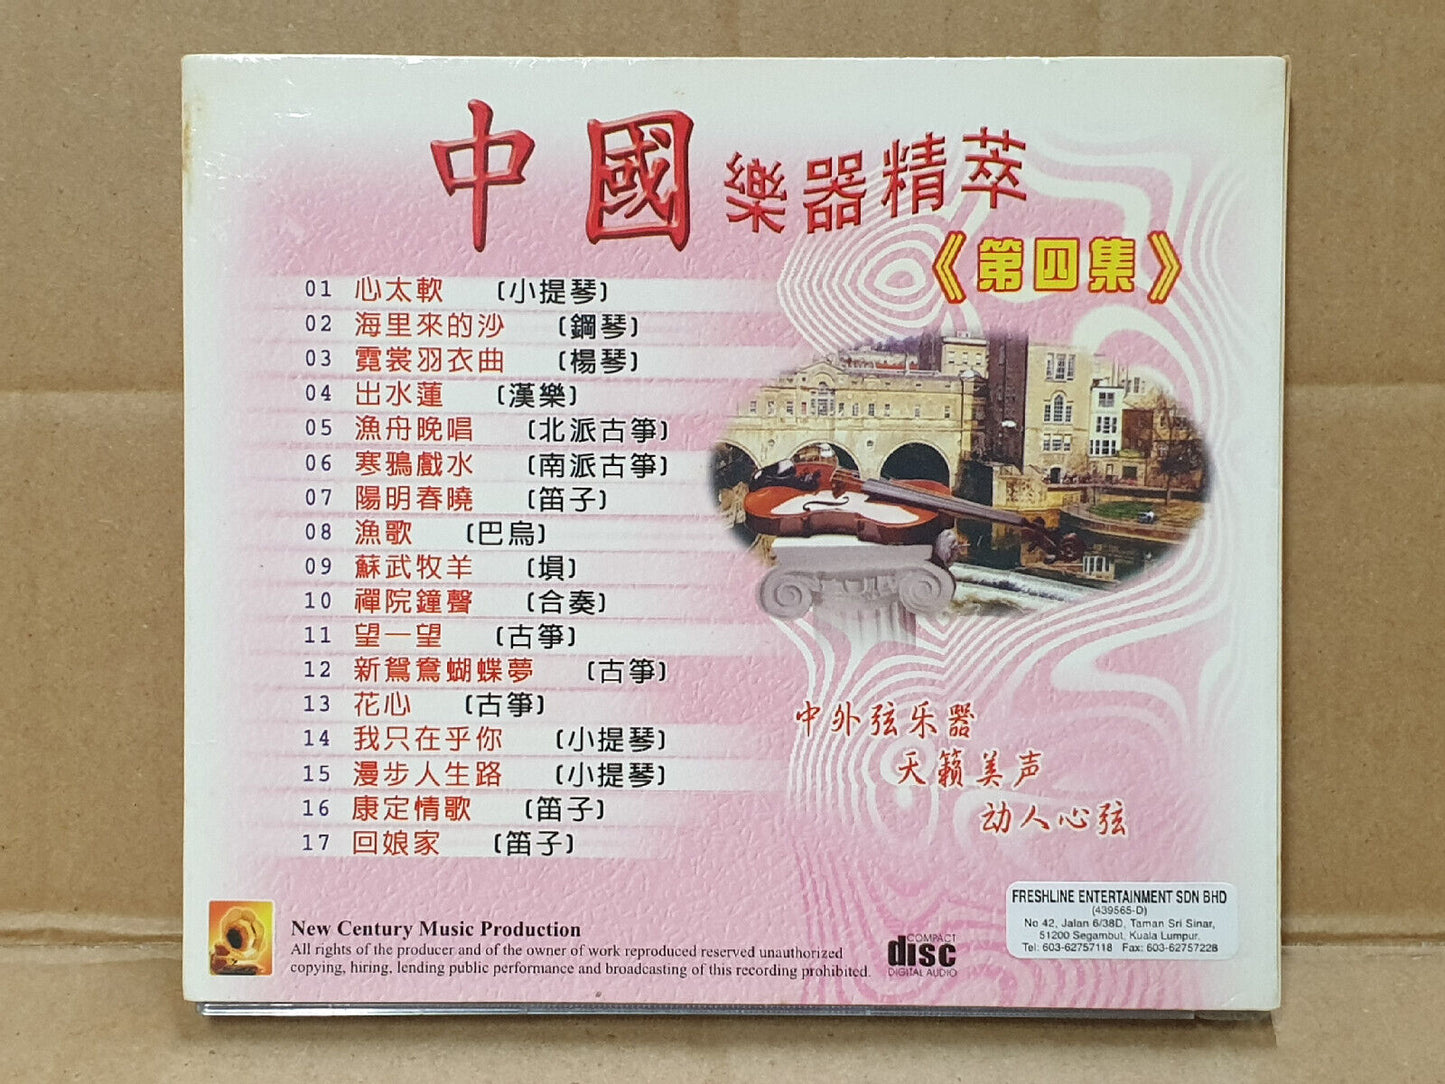 中國樂器精萃
《第四集》
01 心太軟 (小提琴)
02 海里來的沙 (鋼琴)
03 霓裳羽衣曲 (楊琴)
04 出水蓮 (漢樂)
05 漁舟晚唱 (北派古箏)
06 寒鴉戲水 (南派古箏)
07 陽明春曉 (笛子)
08 漁歌 (巴烏)
09 蘇武牧羊 (塤)
10 禪院鐘聲 (合奏)
11 望一望 (古箏)
12 新鴛鴦蝴蝶夢 (古箏)
13 花心 (古箏)
14 我只在乎你 (小提琴)
15 漫步人生路 (小提琴)
16 康定情歌 (笛子)
17 回娘家 (笛子)
中外弦乐器
天籁美声
动人心弦
New Century Music Production
All rights of the producer and of the owner of work reproduced reserved unauthorized
copying, hiring, lending public performance and broadcasting of this recording prohibited.
COMPACT
disc
DIGITAL AUDIO
FRESHLINE ENTERTAINMENT SDN BHD
(439565-D)
No 42, Jalan 6/38D, Taman Sri Sinar,
51200 Segambut, Kuala Lumpur.
Tel: 603-62757118 Fax: 603-62757228